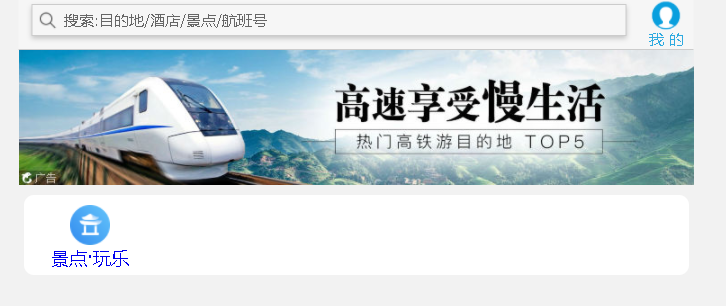 搜索:目的地/酒店/景点/航班号
我 的
高速享受慢生活
热门高铁游目的地 TOP5
广告
景点·玩乐